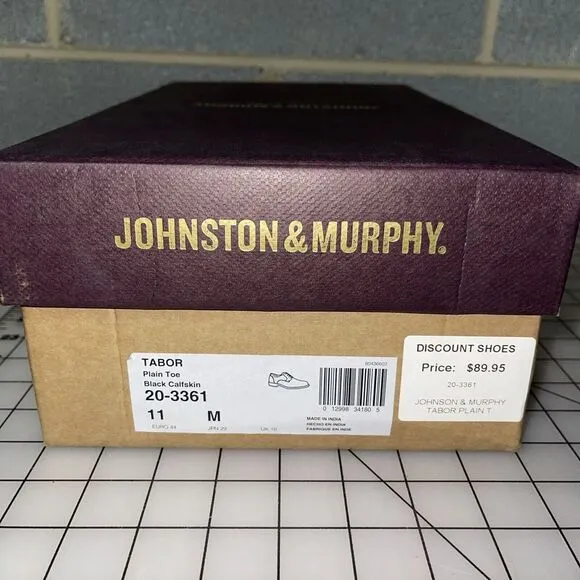 JOHNSTON & MURPHY.
TABOR
Plain Toe
Black Calfskin
20-3361
11 M
EURO 44 JPN 29 UK 10
80436602
0 12998 34180 5
MADE IN INDIA
HECHO EN INDIA
FABRIQUE EN INDE
DISCOUNT SHOES
Price: $89.95
20-3361
JOHNSON & MURPHY
TABOR PLAIN T